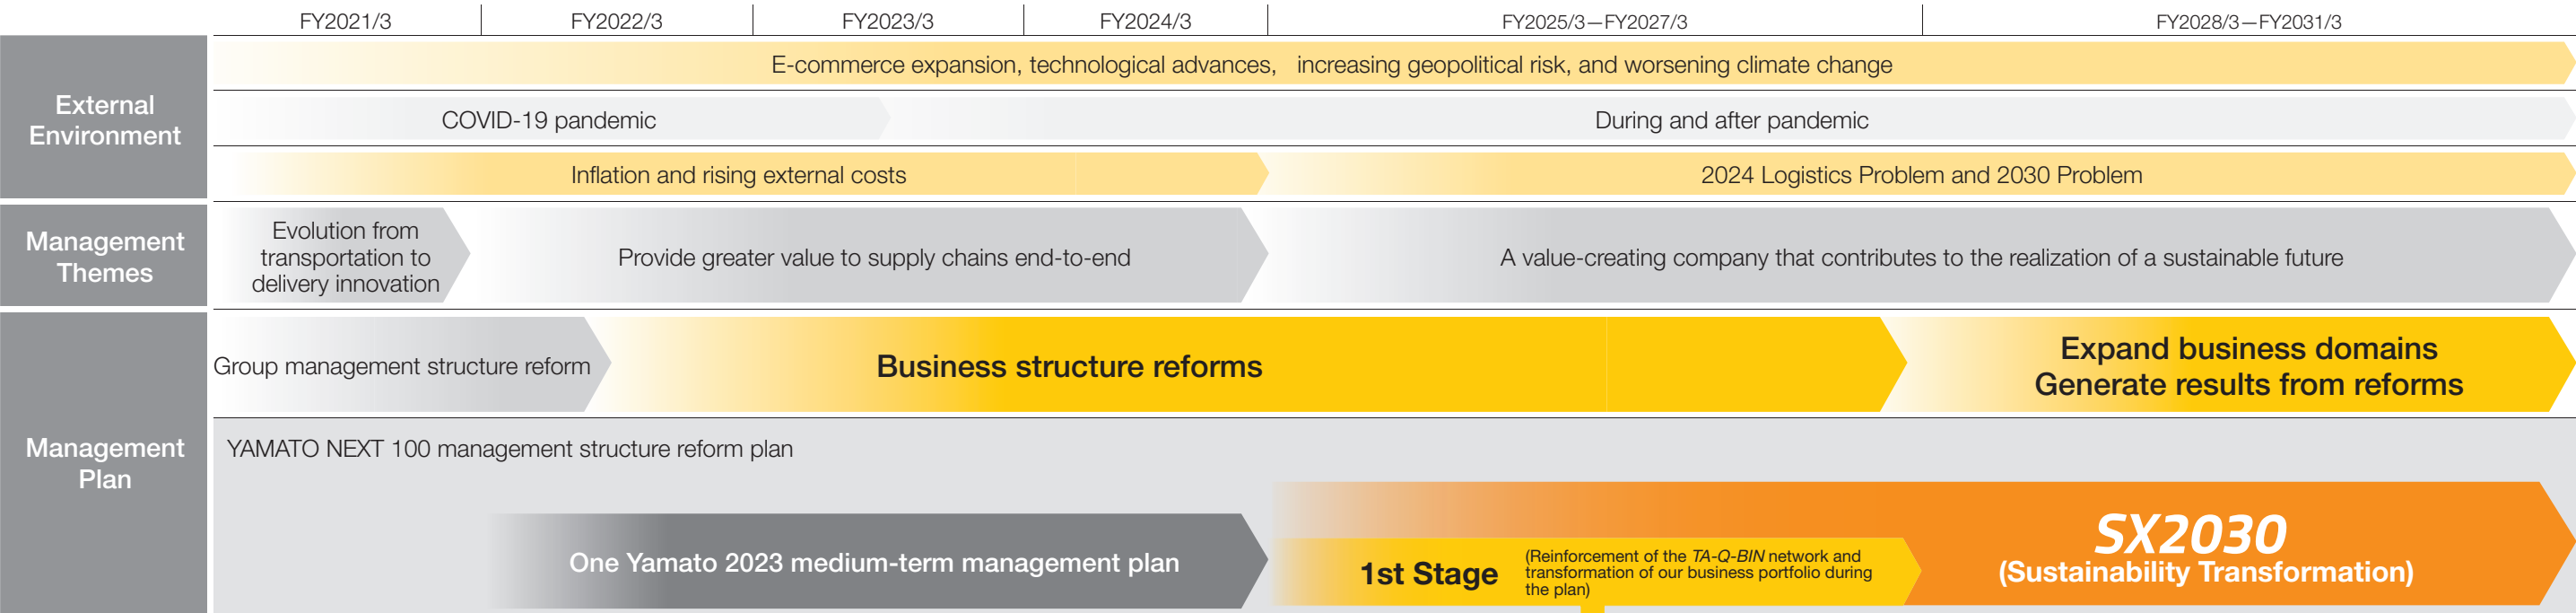 FY2021/3 FY2022/3 FY2023/3 FY2024/3 FY2025/3—FY2027/3 FY2028/3—FY2031/3
External
Environment
E-commerce expansion, technological advances, increasing geopolitical risk, and worsening climate change
COVID-19 pandemic During and after pandemic
Inflation and rising external costs 2024 Logistics Problem and 2030 Problem
Management
Themes
Evolution from
transportation to
delivery innovation
Provide greater value to supply chains end-to-end
A value-creating company that contributes to the realization of a sustainable future
Management
Plan
Group management structure reform
Business structure reforms
Expand business domains
Generate results from reforms
YAMATO NEXT 100 management structure reform plan
One Yamato 2023 medium-term management plan
1st Stage
(Reinforcement of the TA-Q-BIN network and
transformation of our business portfolio during
the plan)
SX2030
(Sustainability Transformation)